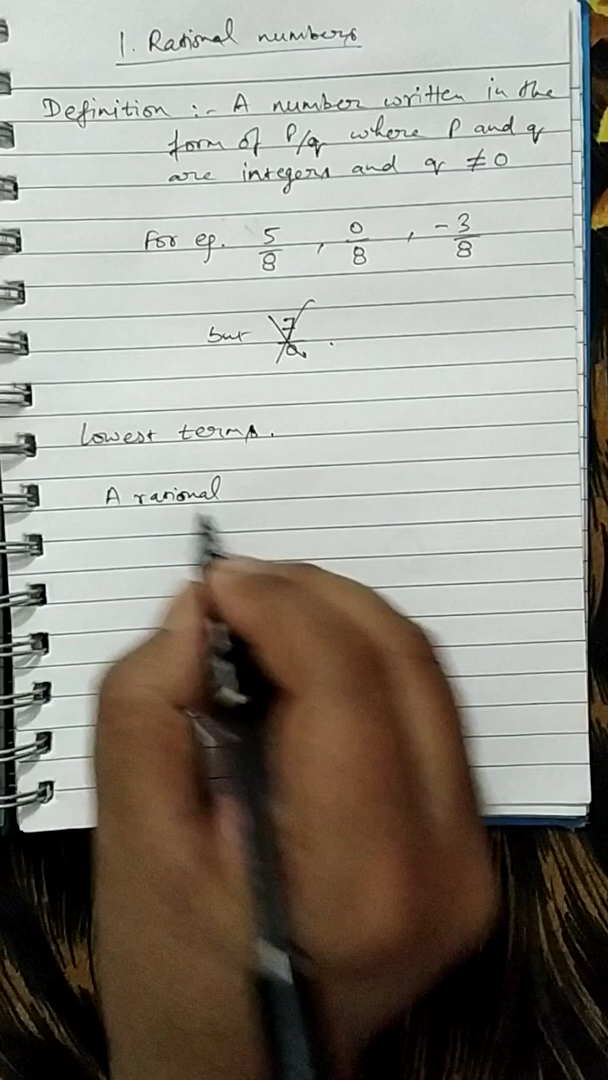 1. Rational numbers
Definition :- A number written in the
form of P/q where P and q
are integers and q ≠ 0
For eg. 5/8 , 0/8 , -3/8
but 7/0 .
Lowest terms.
A rational